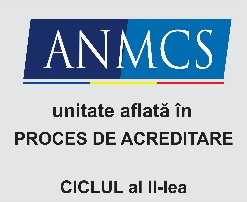 ANMCS
unitate aflată în
PROCES DE ACREDITARE
CICLUL al II-lea